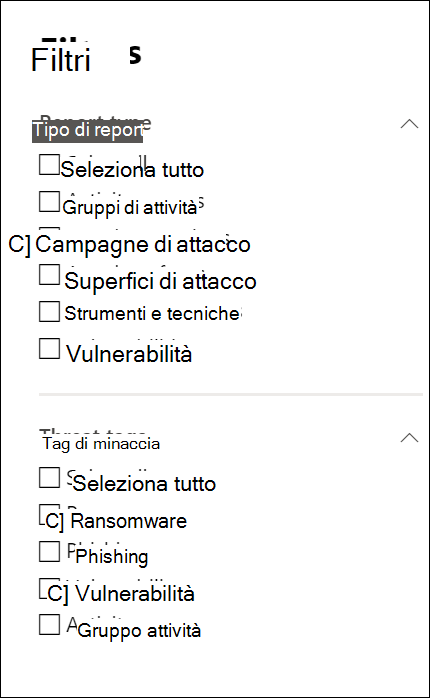 Filtri
Tipo di report
Seleziona tutto
Gruppi di attività
C] Campagne di attacco
Superfici di attacco
Strumenti e tecniche
Vulnerabilità
Tag di minaccia
Seleziona tutto
C] Ransomware
Phishing
C] Vulnerabilità
Gruppo attività